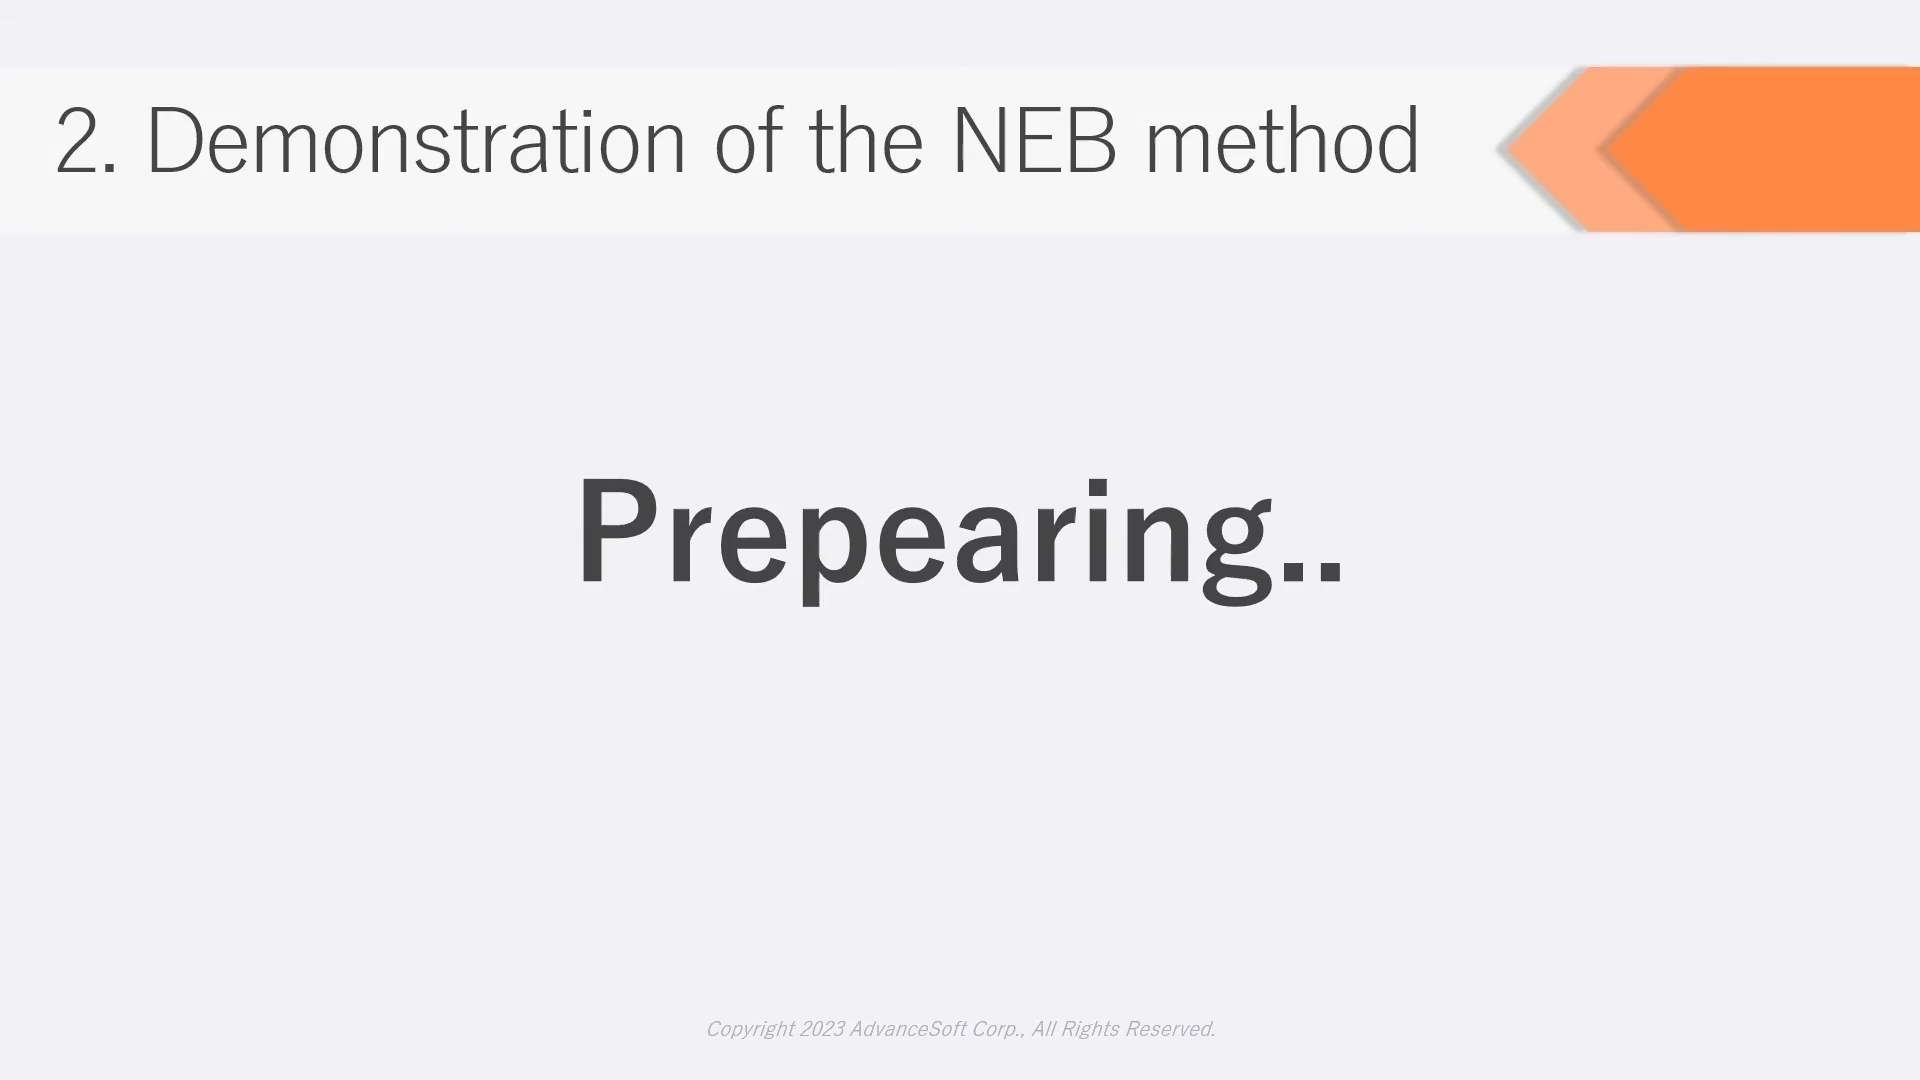 2. Demonstration of the NEB method
Prepearing..
Copyright 2023 AdvanceSoft Corp., All Rights Reserved.